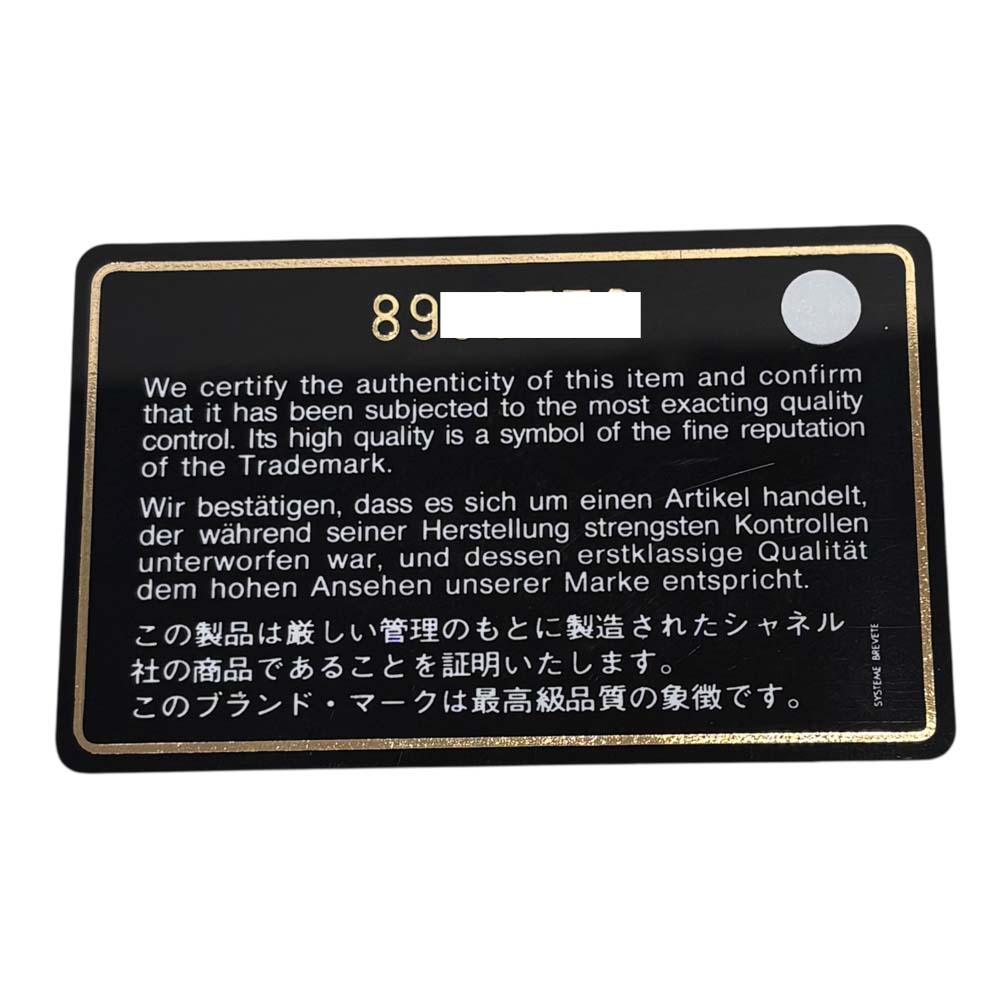 89
We certify the authenticity of this item and confirm
that it has been subjected to the most exacting quality
control. Its high quality is a symbol of the fine reputation
of the Trademark.
Wir bestätigen, dass es sich um einen Artikel handelt,
der während seiner Herstellung strengsten Kontrollen
unterworfen war, und dessen erstklassige Qualität
dem hohen Ansehen unserer Marke entspricht.
この製品は厳しい管理のもとに製造されたシャネル
社の商品であることを証明いたします。
このブランド・マークは最高級品質の象徴です。
SYSTEME BREVETE